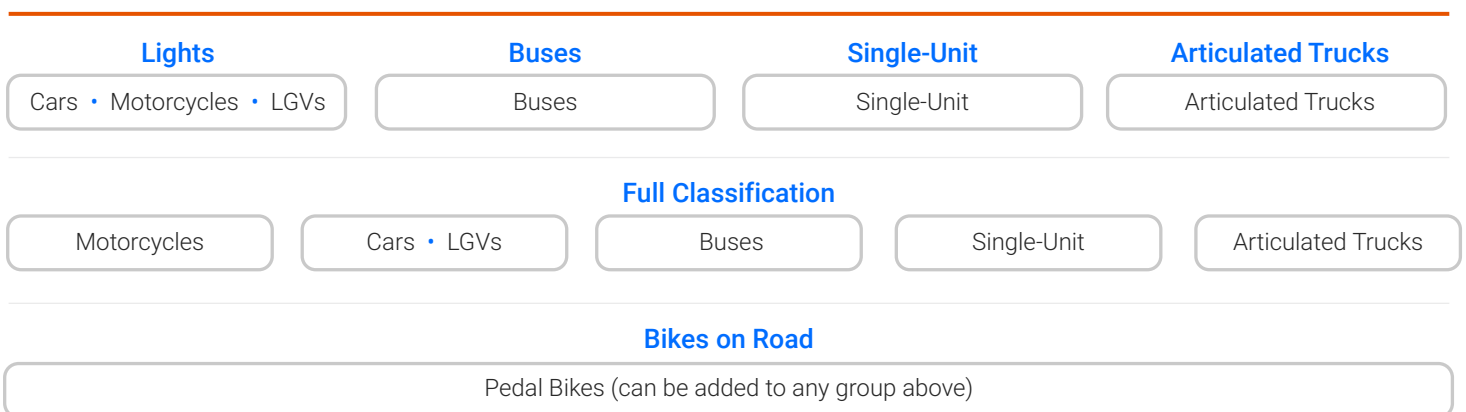 Lights Buses Single-Unit Articulated Trucks
Cars • Motorcycles • LGVs Buses Single-Unit Articulated Trucks
Full Classification
Motorcycles Cars • LGVs Buses Single-Unit Articulated Trucks
Bikes on Road
Pedal Bikes (can be added to any group above)